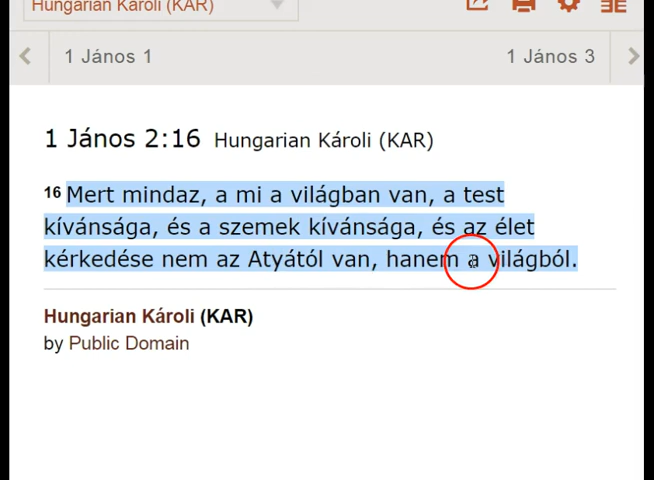 Hungarian Károli (KAR)
1 János 1
1 János 3
1 János 2:16 Hungarian Károli (KAR)
16 Mert mindaz, a mi a világban van, a test
kívánsága, és a szemek kívánsága, és az élet
kérkedése nem az Atyától van, hanem a világból.
Hungarian Károli (KAR)
by Public Domain